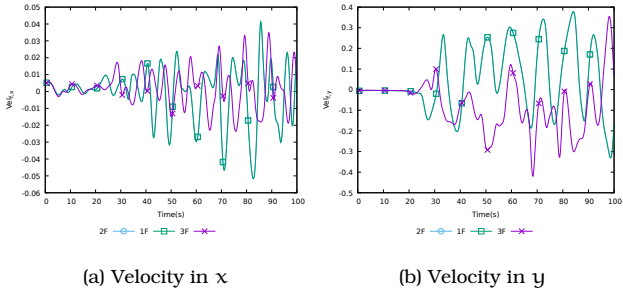 0.05
0.04
0.03
0.02
0.01
0
-0.01
-0.02
-0.03
-0.04
-0.05
-0.06
Vel.x
0 10 20 30 40 50 60 70 80 90 100
Time(s)
2F 1F 3F
(a) Velocity in x
0.4
0.3
0.2
0.1
0
-0.1
-0.2
-0.3
-0.4
-0.5
Vel.y
0 10 20 30 40 50 60 70 80 90 100
Time(s)
2F 1F 3F
(b) Velocity in y